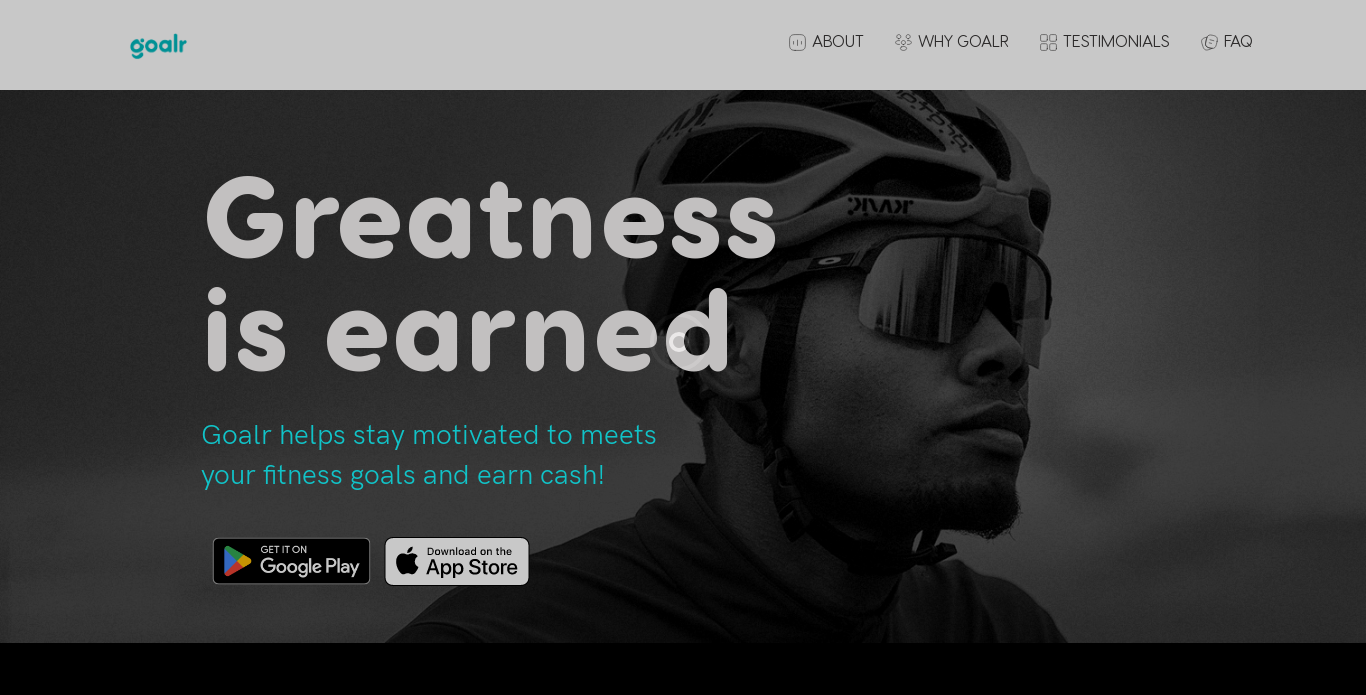 goalr
ABOUT
WHY GOALR
TESTIMONIALS
FAQ
KASK
Greatness
is earned
Goalr helps stay motivated to meets
your fitness goals and earn cash!
GET IT ON
Google Play
Download on the
App Store